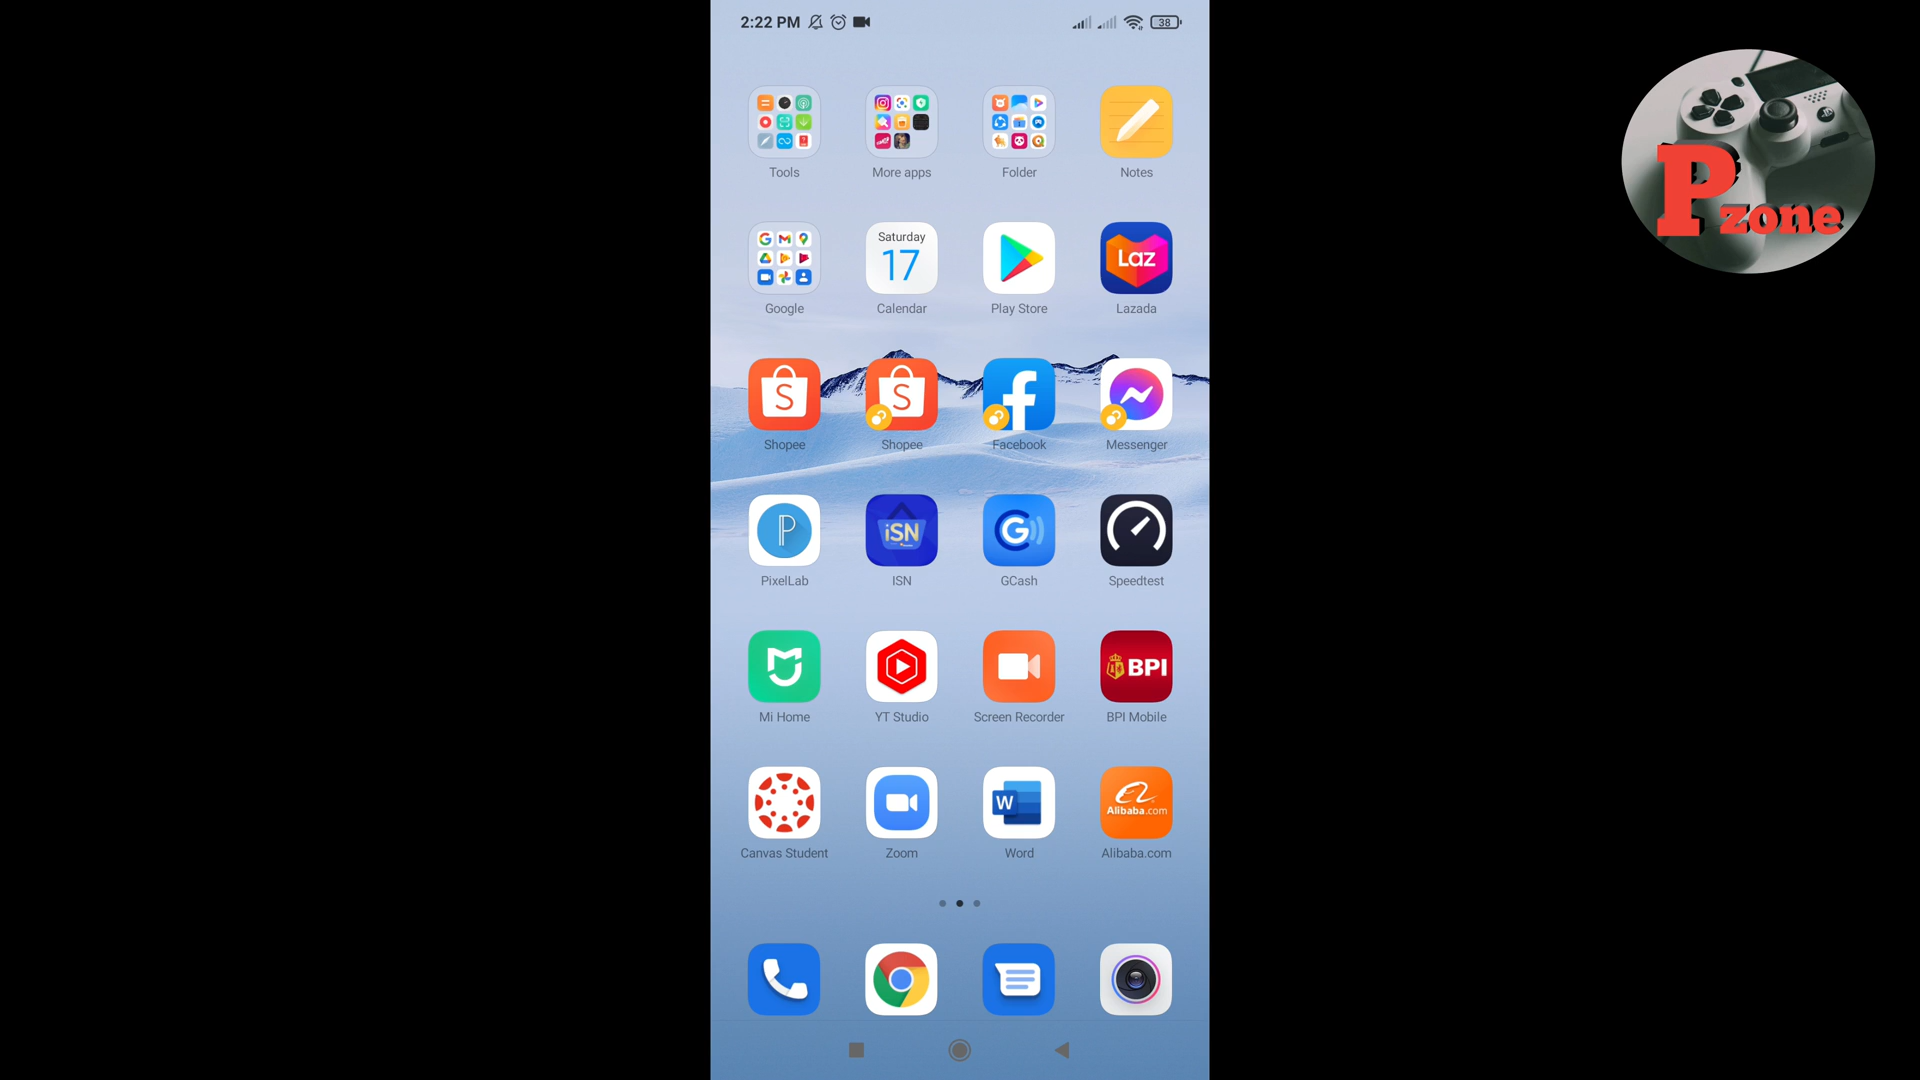 2:22 PM
38
Tools
More apps
Folder
Notes
Saturday
17
Laz
Google
Calendar
Play Store
Lazada
S
S
Shopee
Shopee
Facebook
Messenger
P
iSN
G
PixelLab
ISN
GCash
Speedtest
BPI
Mi Home
YT Studio
Screen Recorder
BPI Mobile
W
Alibaba.com
Canvas Student
Zoom
Word
Alibaba.com
Pzone